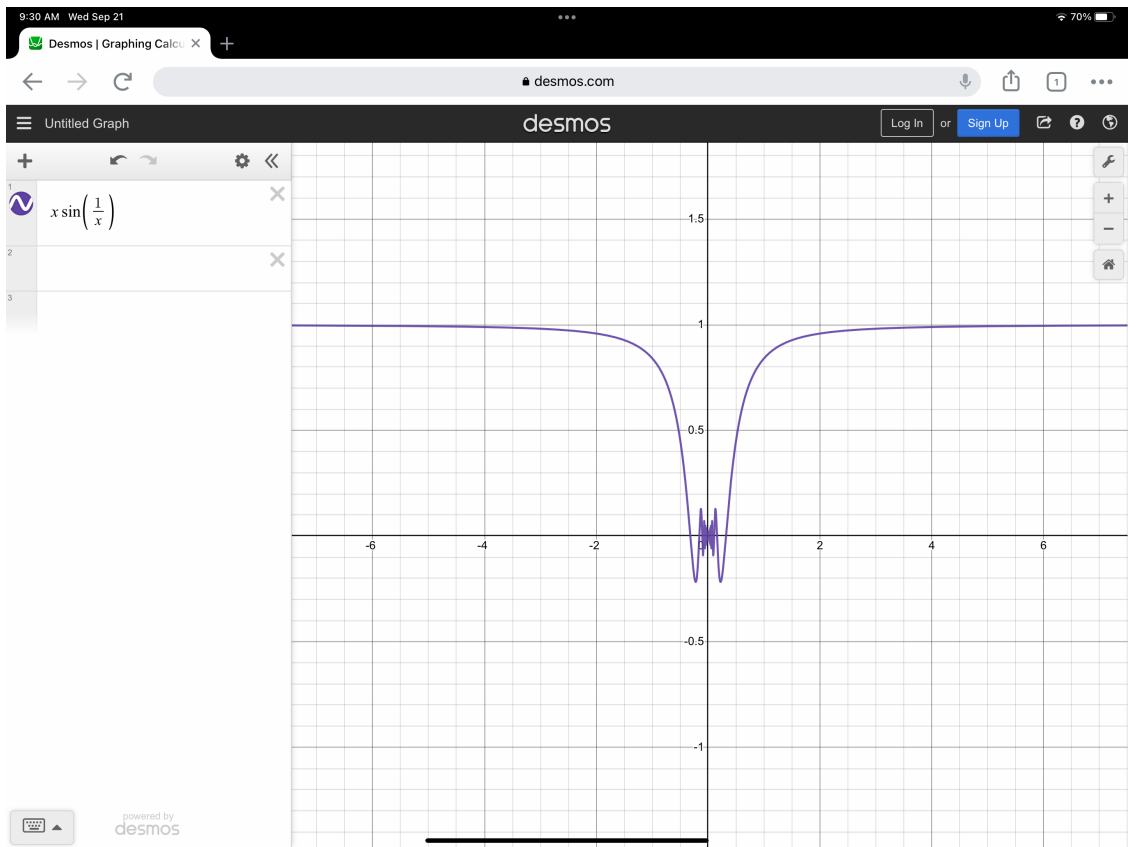 9:30 AM Wed Sep 21
70%
Desmos | Graphing Calcu
desmos.com
1
Untitled Graph
desmos
Log In or Sign Up
1
x sin(1/x)
2
3
1.5
1
0.5
-6 -4 -2 0 2 4 6
-0.5
-1
powered by
desmos